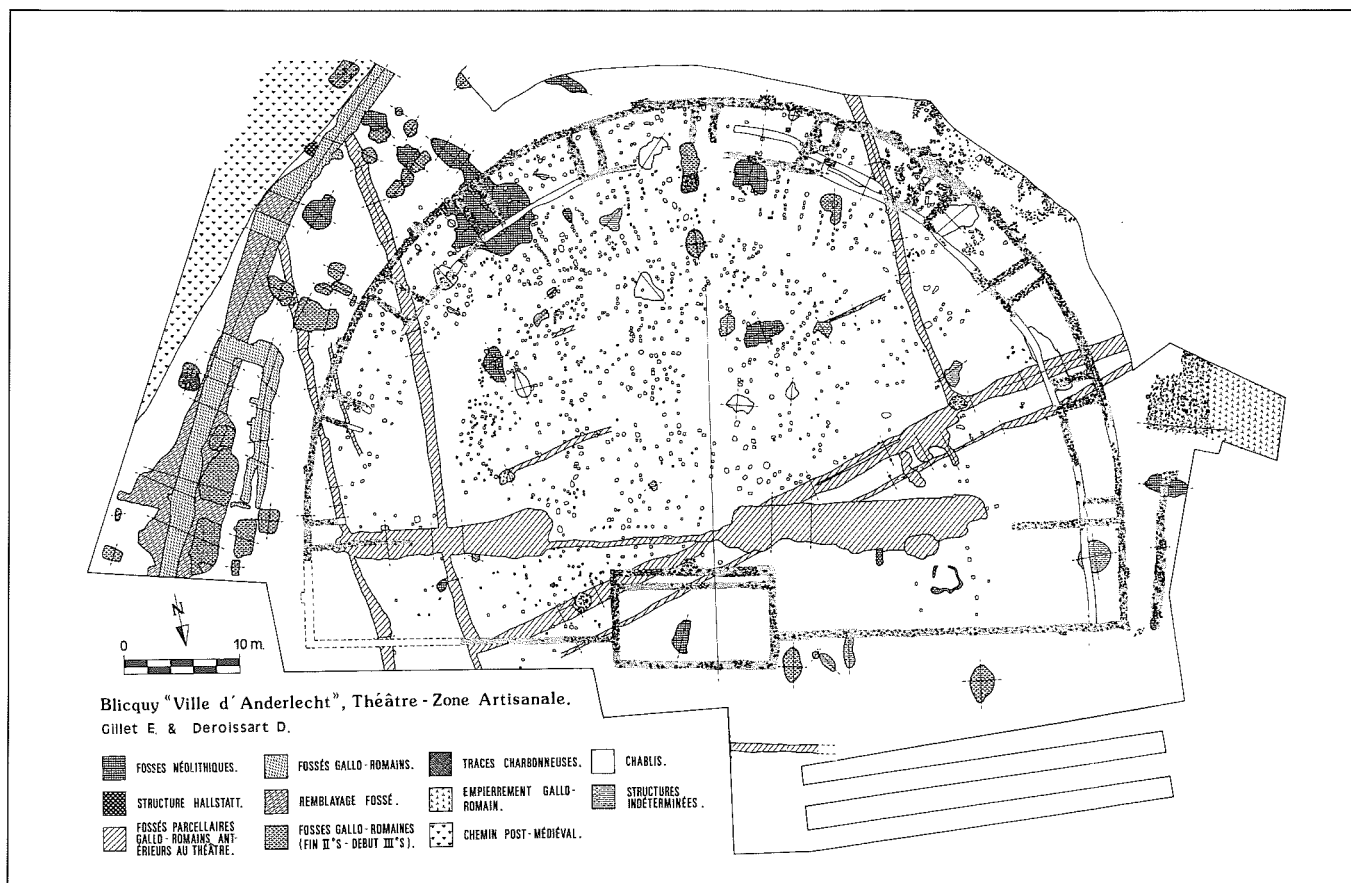 N
0 10 m.
Blicquy "Ville d'Anderlecht", Théâtre - Zone Artisanale.
Gillet E. & Deroissart D.
FOSSES NÉOLITHIQUES.
STRUCTURE HALLSTATT.
FOSSÉS PARCELLAIRES
GALLO-ROMAINS ANT-
ÉRIEURS AU THÉÂTRE.
FOSSÉS GALLO-ROMAINS.
REMBLAYAGE FOSSÉ.
FOSSES GALLO-ROMAINES
(FIN II°S - DEBUT III°S).
TRACES CHARBONNEUSES.
EMPIERREMENT GALLO-
ROMAIN.
CHEMIN POST-MÉDIÉVAL.
CHABLIS.
STRUCTURES
INDÉTERMINÉES.